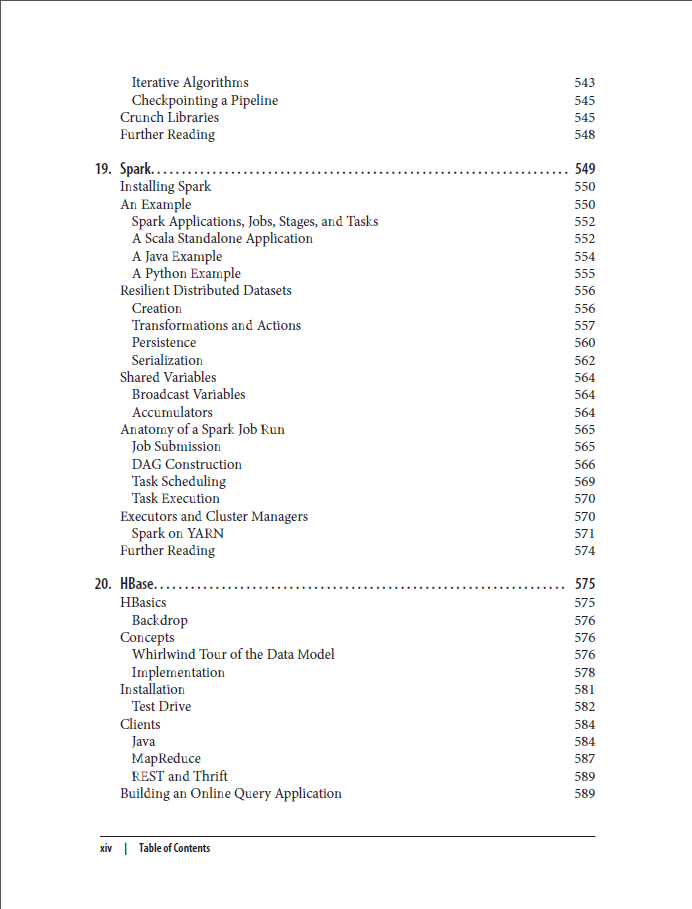 Iterative Algorithms 543
Checkpointing a Pipeline 545
Crunch Libraries 545
Further Reading 548
19. Spark. . . . . . . . . . . . . . . . . . . . . . . . . . . . . . . . . . . . . . . . . . . . . . . . . . . . . . . . . . . . . . . . . . . . 549
Installing Spark 550
An Example 550
Spark Applications, Jobs, Stages, and Tasks 552
A Scala Standalone Application 552
A Java Example 554
A Python Example 555
Resilient Distributed Datasets 556
Creation 556
Transformations and Actions 557
Persistence 560
Serialization 562
Shared Variables 564
Broadcast Variables 564
Accumulators 564
Anatomy of a Spark Job Run 565
Job Submission 565
DAG Construction 566
Task Scheduling 569
Task Execution 570
Executors and Cluster Managers 570
Spark on YARN 571
Further Reading 574
20. HBase. . . . . . . . . . . . . . . . . . . . . . . . . . . . . . . . . . . . . . . . . . . . . . . . . . . . . . . . . . . . . . . . . . . 575
HBasics 575
Backdrop 576
Concepts 576
Whirlwind Tour of the Data Model 576
Implementation 578
Installation 581
Test Drive 582
Clients 584
Java 584
MapReduce 587
REST and Thrift 589
Building an Online Query Application 589
xiv | Table of Contents